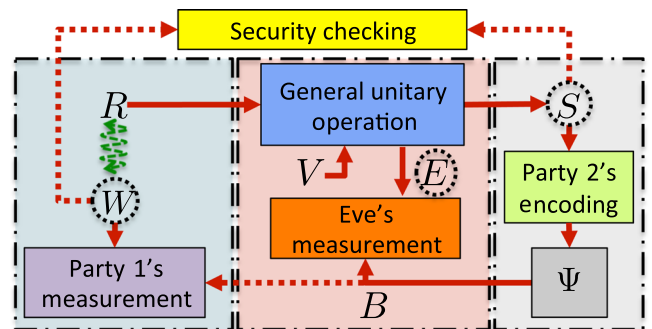 Security checking
R
General unitary
operation
S
V
E
W
Party 2's
encoding
Eve's
measurement
Party 1's
measurement
B
Ψ